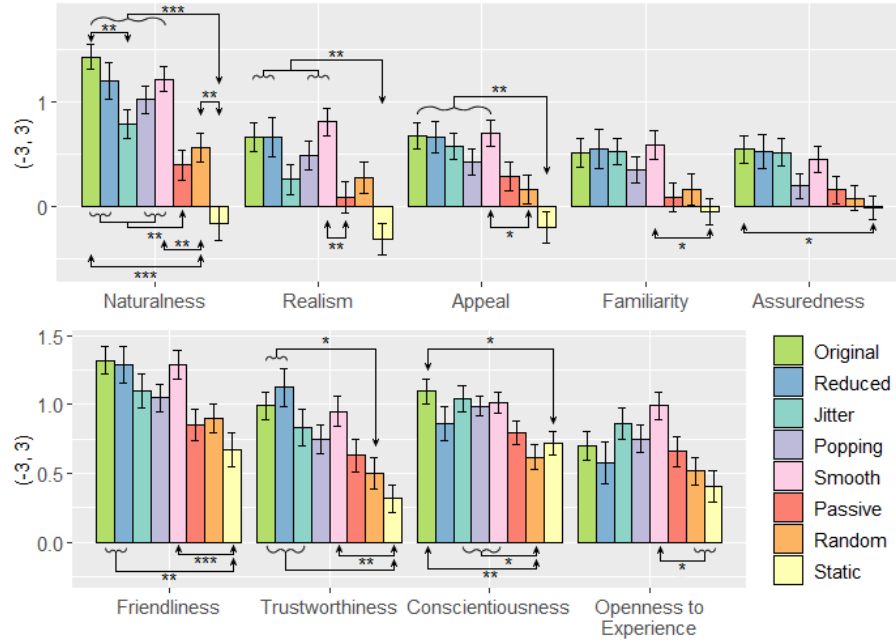 ***
**
**
**
**
1
(-3, 3)
0
**
**
***
**
*
*
*
Naturalness Realism Appeal Familiarity Assuredness
1.5
1.0
0.5
0.0
(-3, 3)
*
*
***
**
**
*
**
*
Friendliness Trustworthiness Conscientiousness Openness to
Experience
Original
Reduced
Jitter
Popping
Smooth
Passive
Random
Static